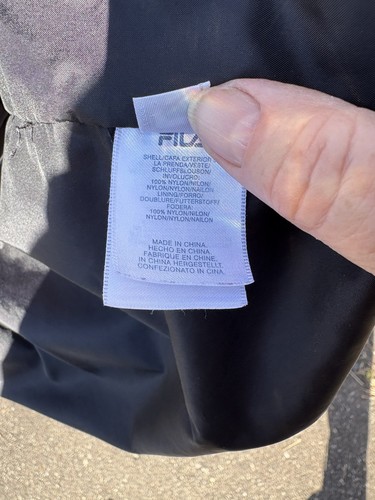 FILA
SHELL/CAPA EXTERIOR/
LA PRENDA/VESTE/
SCHLUPFBLOUSON/
INVOLUCRO:
100% NYLON/NILON/
NYLON/NYLON/NAILON
LINING/FORRO/
DOUBLURE/FUTTERSTOFF/
FODERA:
100% NYLON/NILON/
NYLON/NYLON/NAILON
MADE IN CHINA.
HECHO EN CHINA.
FABRIQUE EN CHINE.
IN CHINA HERGESTELLT.
CONFEZIONATO IN CINA.